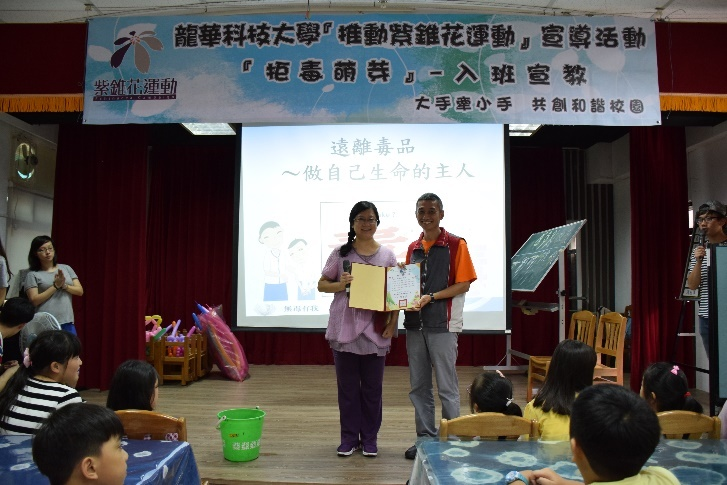 龍華科技大學『推動紫錐花運動』宣導活動
『拒毒萌芽』-入班宣教
大手牽小手 共創和諧校園
紫錐花運動
遠離毒品
～做自己生命的主人